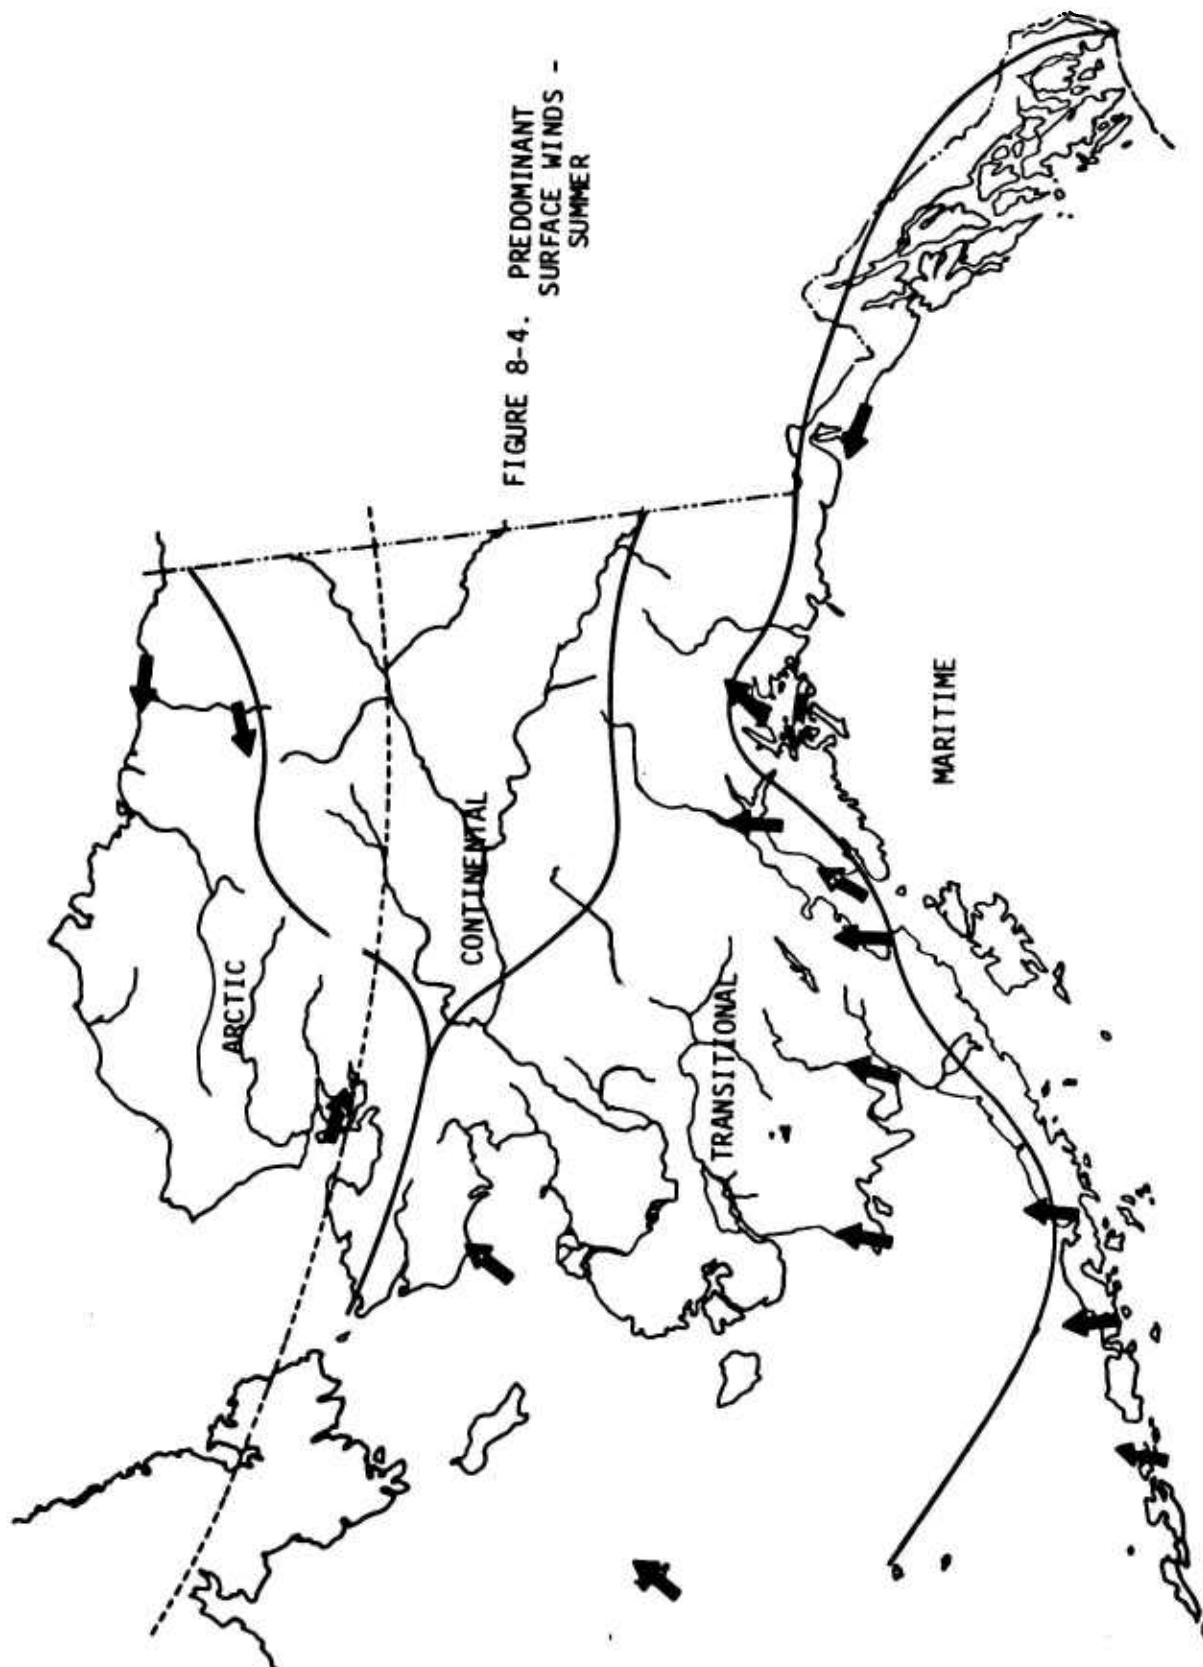 FIGURE 8-4. PREDOMINANT
SURFACE WINDS -
SUMMER
ARCTIC
CONTINENTAL
TRANSITIONAL
MARITIME